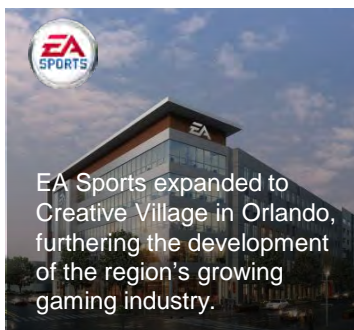 EA
SPORTS
EA
EA Sports expanded to
Creative Village in Orlando,
furthering the development
of the region's growing
gaming industry.